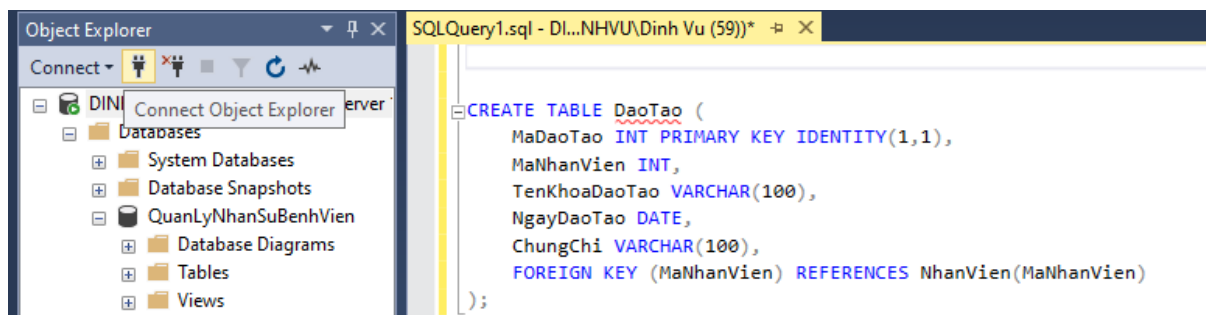 Object Explorer
SQLQuery1.sql - DI...NHVU\Dinh Vu (59))*
Connect
DINI
erver
Connect Object Explorer
Databases
System Databases
Database Snapshots
QuanLyNhanSuBenhVien
Database Diagrams
Tables
Views
CREATE TABLE DaoTao (
MaDaoTao INT PRIMARY KEY IDENTITY(1,1),
MaNhanVien INT,
TenKhoaDaoTao VARCHAR(100),
NgayDaoTao DATE,
ChungChi VARCHAR(100),
FOREIGN KEY (MaNhanVien) REFERENCES NhanVien(MaNhanVien)
);